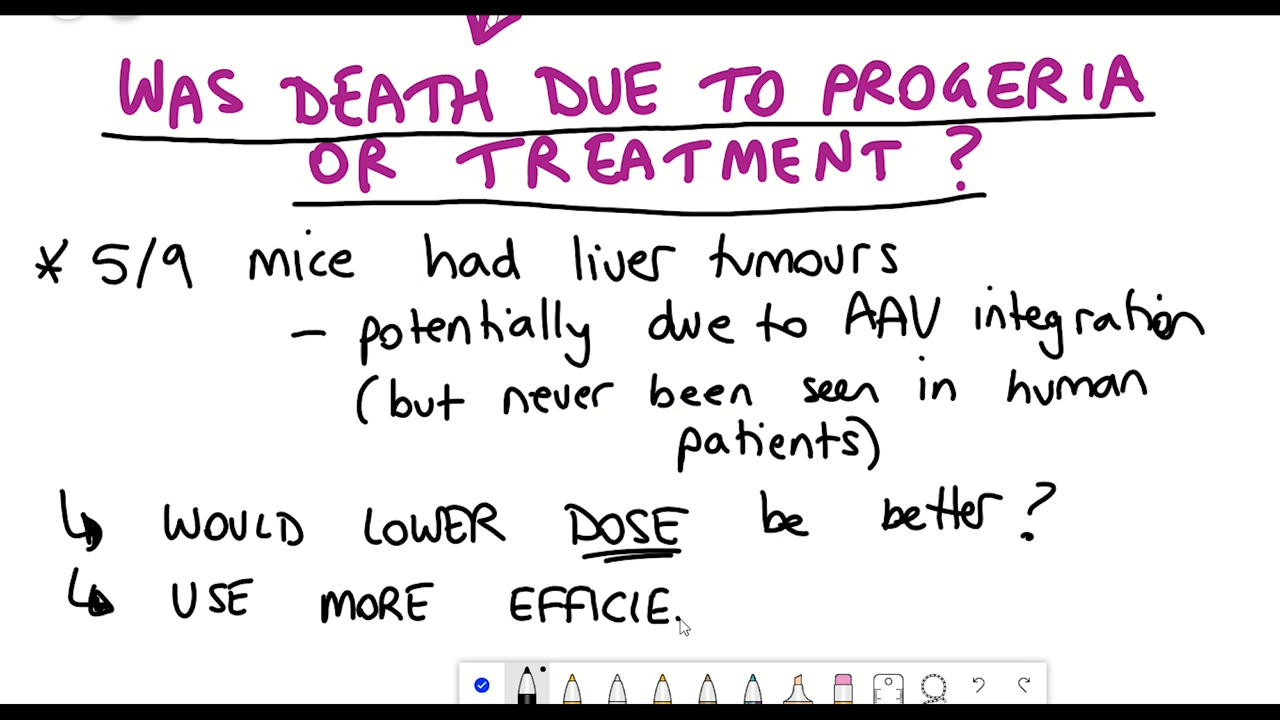 WAS DEATH DUE TO PROGERIA
OR TREATMENT?
* 5/9 mice had liver tumours
- potentially due to AAV integration
(but never been seen in human
patients)
↳ WOULD LOWER DOSE be better?
↳ USE MORE EFFICIE